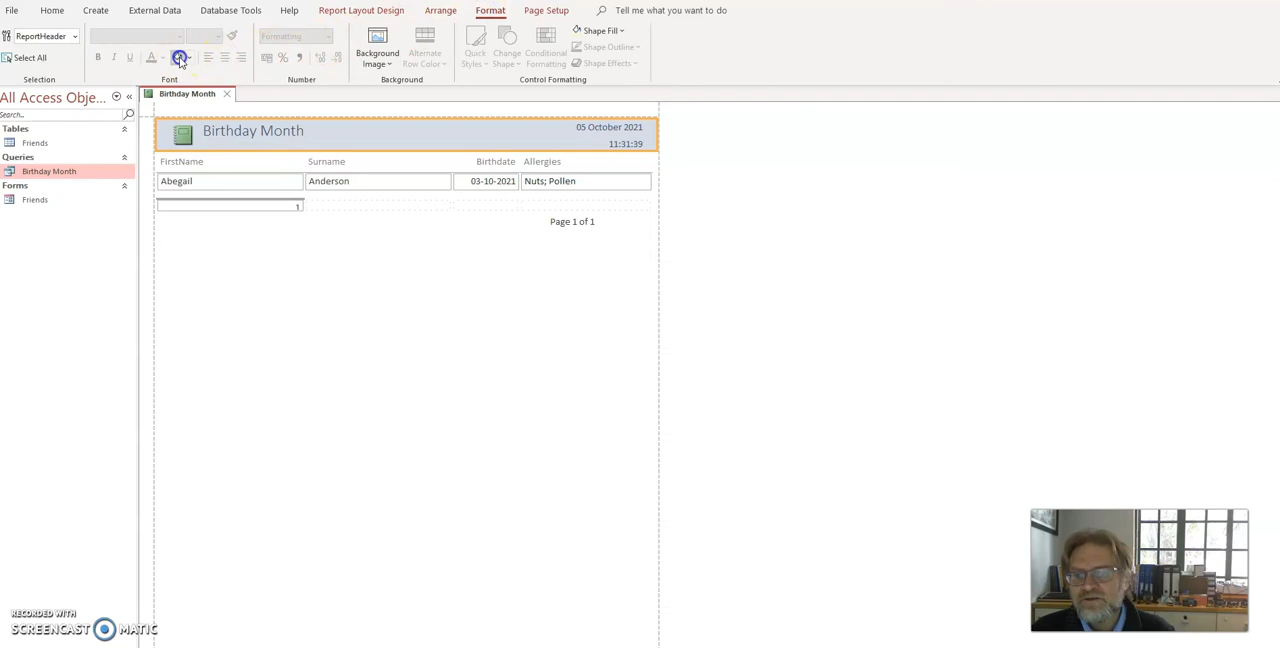 File Home Create External Data Database Tools Help Report Layout Design Arrange Format Page Setup Tell me what you want to do
ReportHeader
Select All
Selection
B I U A
Font
Formatting
Number
Background Image
Alternate Row Color
Background
Quick Styles
Change Shape
Conditional Formatting
Shape Fill
Shape Outline
Shape Effects
Control Formatting
All Access Obje...
Search...
Tables
Friends
Queries
Birthday Month
Forms
Friends
Birthday Month
Birthday Month
05 October 2021
11:31:39
FirstName Surname Birthdate Allergies
Abegail Anderson 03-10-2021 Nuts; Pollen
1
Page 1 of 1
RECORDED WITH
SCREENCAST MATIC